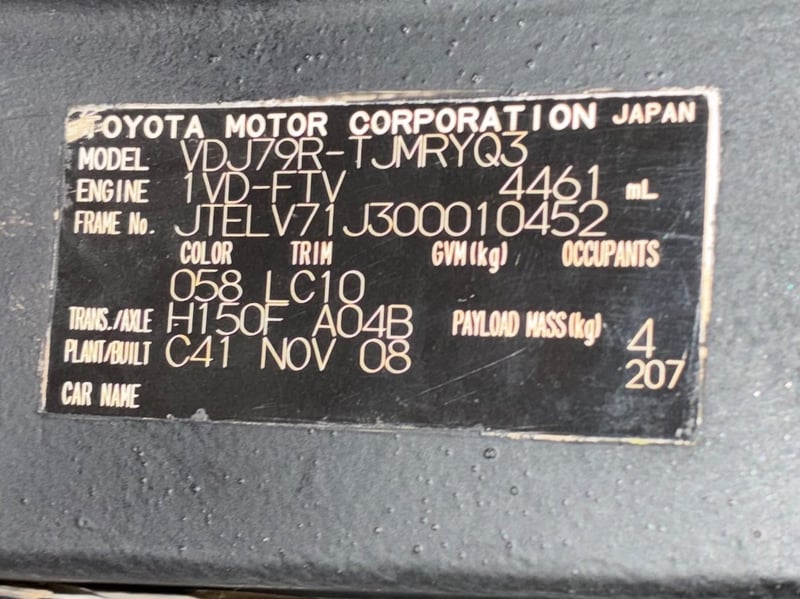 TOYOTA MOTOR CORPORATION JAPAN
MODEL VDJ79R-TJMRYQ3
ENGINE 1VD-FTV 4461 mL
FRAME No. JTELV71J300010452
COLOR TRIM GVM(kg) OCCUPANTS
058 LC10
TRANS./AXLE H150F A04B PAYLOAD MASS(kg) 4
PLANT/BUILT C41 NOV 08 207
CAR NAME